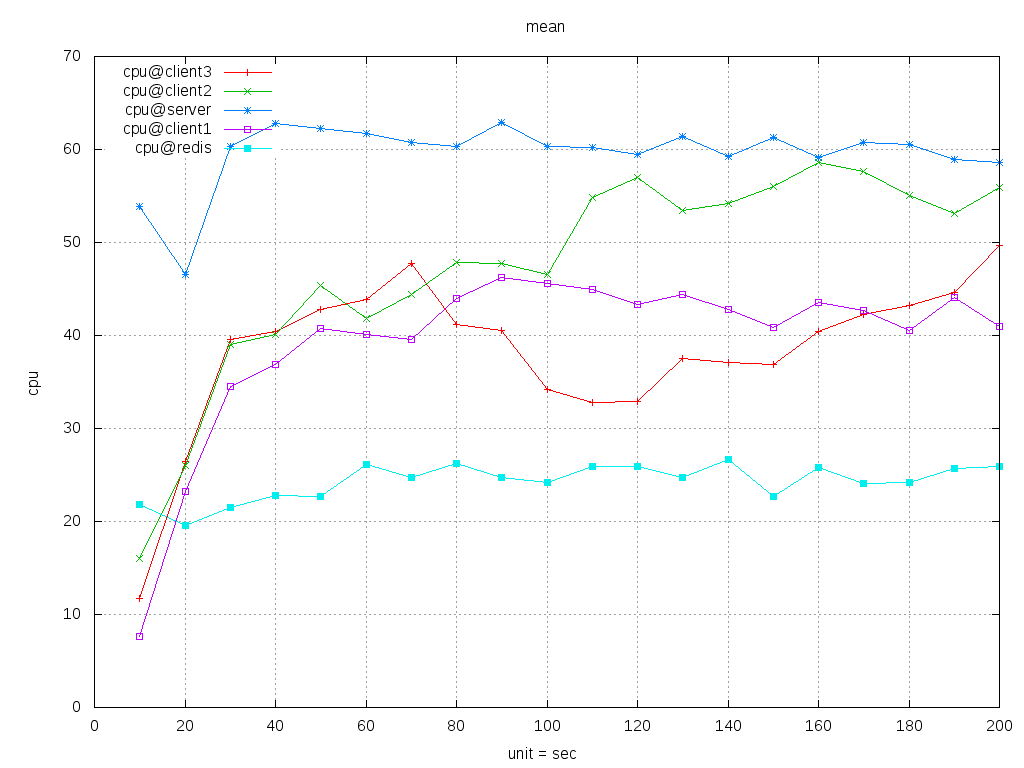 mean
70
60
50
40
30
20
10
0
cpu
cpu@client3
cpu@client2
cpu@server
cpu@client1
cpu@redis
0 20 40 60 80 100 120 140 160 180 200
unit = sec